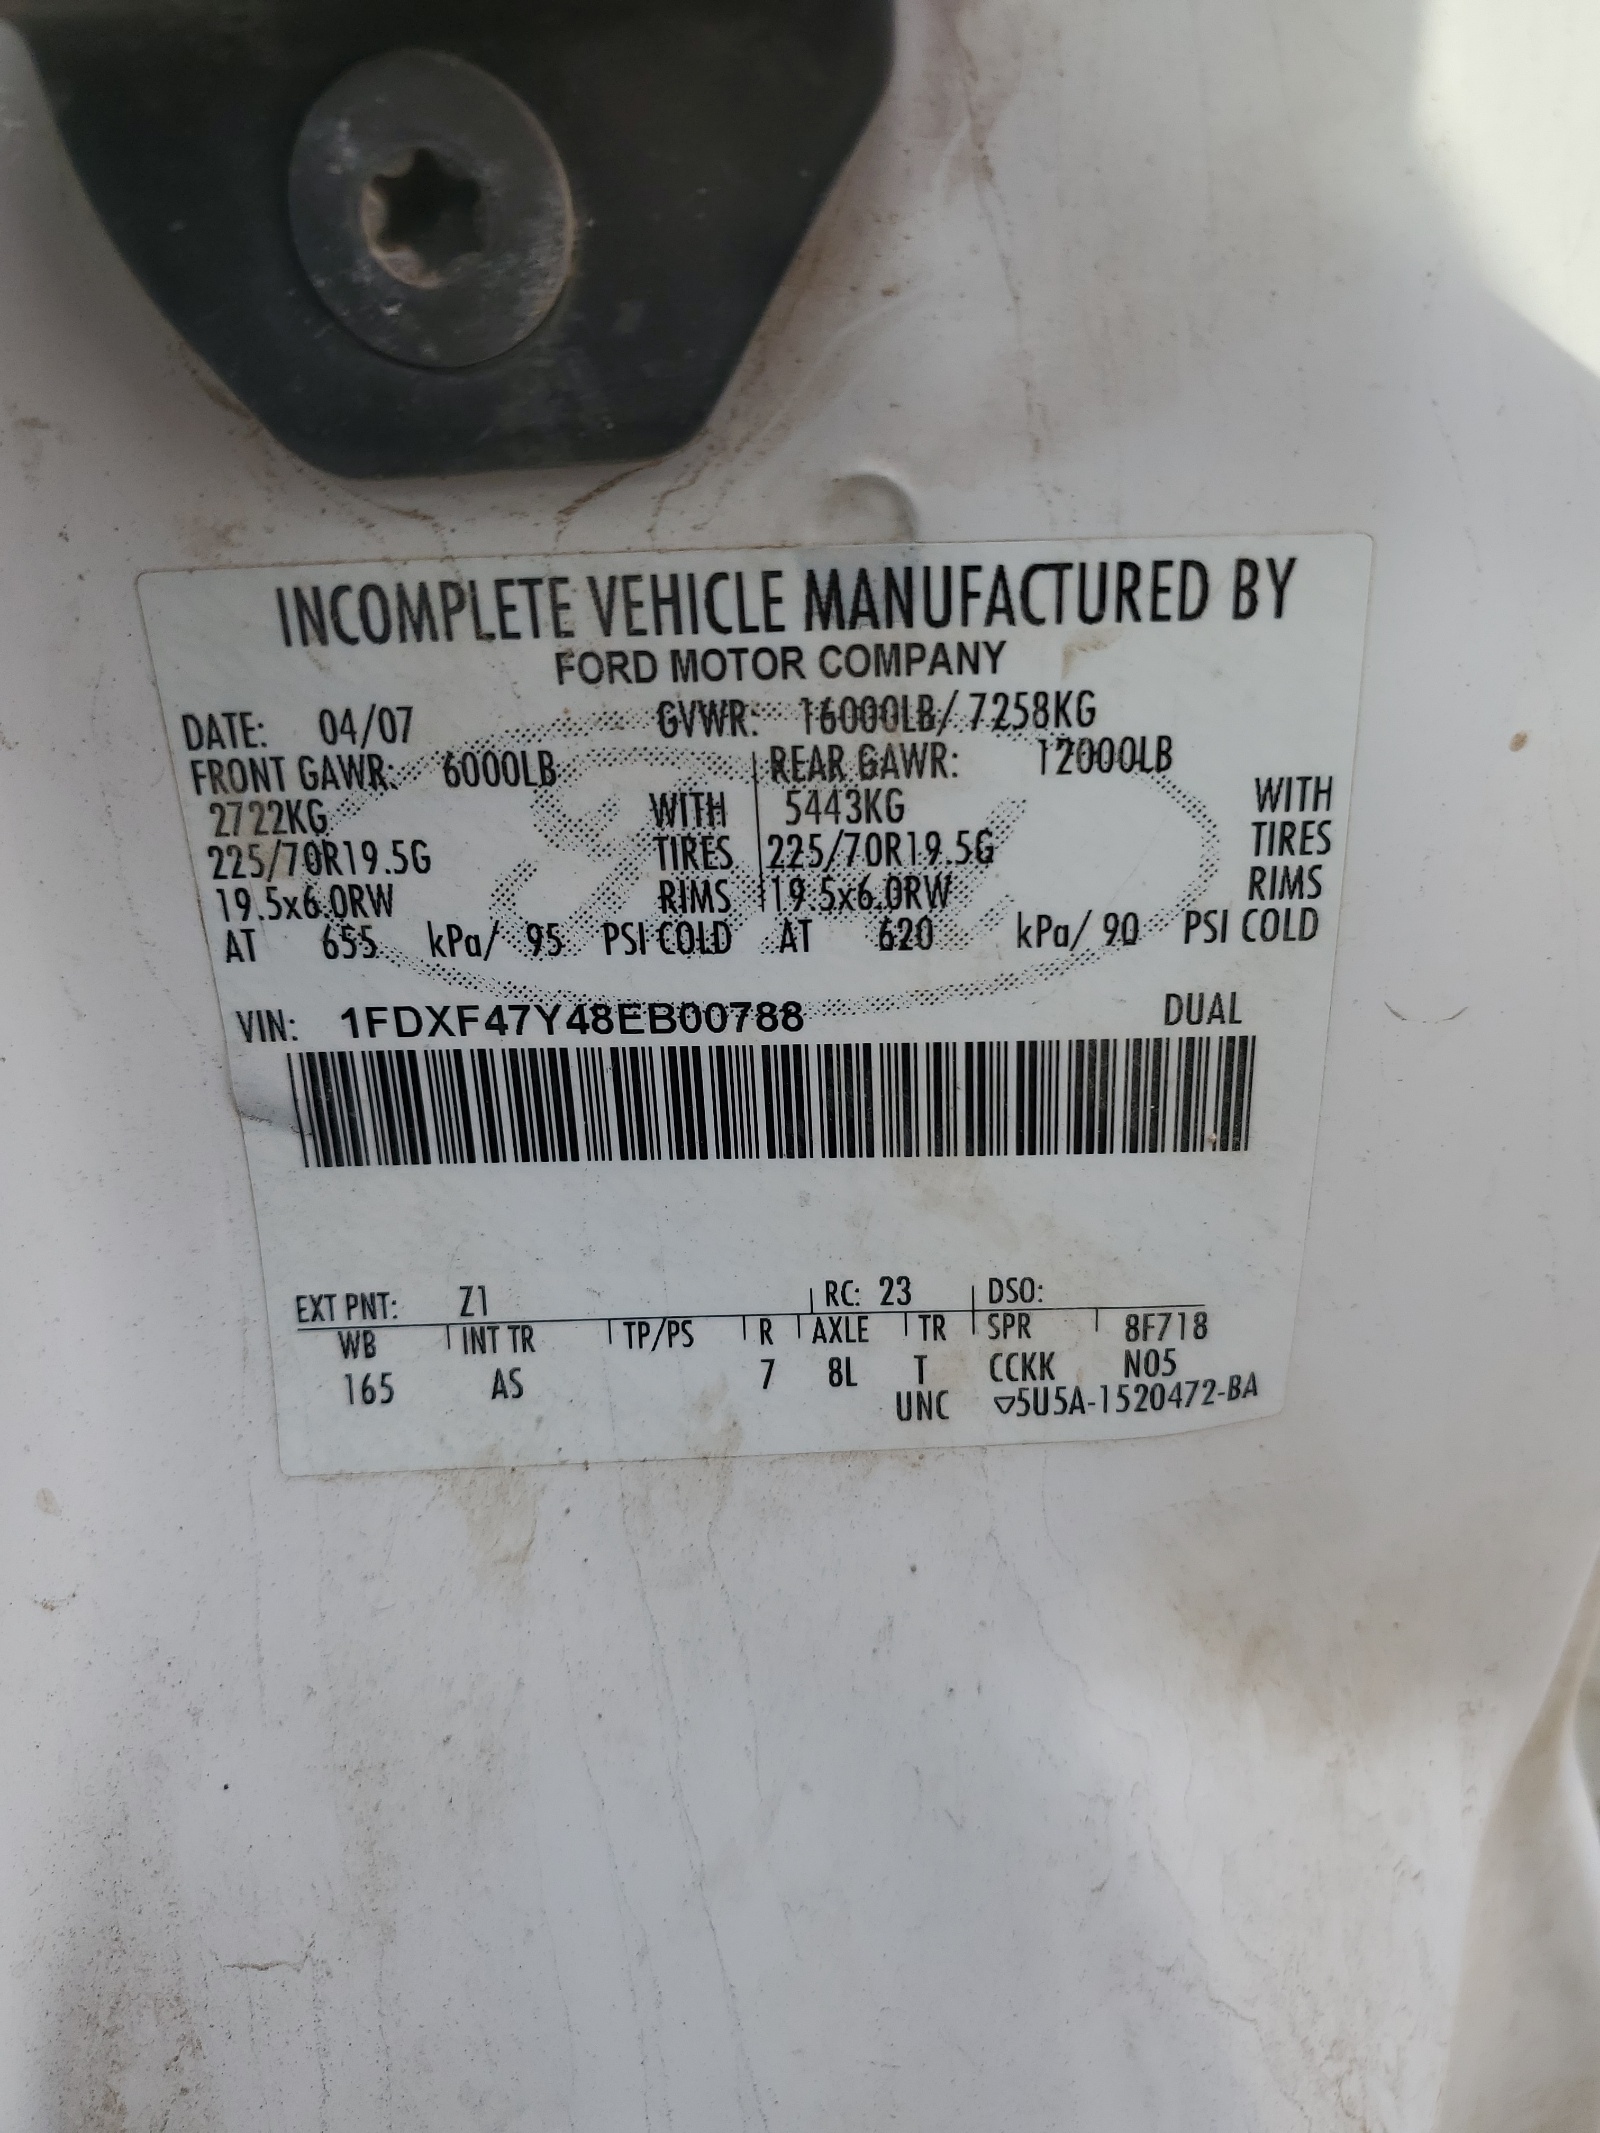 INCOMPLETE VEHICLE MANUFACTURED BY
FORD MOTOR COMPANY
DATE: 04/07 GVWR: 16000LB/ 7258KG
FRONT GAWR: 6000LB REAR GAWR: 12000LB
2722KG WITH 5443KG WITH
225/70R19.5G TIRES 225/70R19.5G TIRES
19.5x6.0RW RIMS 19.5x6.0RW RIMS
AT 655 kPa/ 95 PSI COLD AT 620 kPa/ 90 PSI COLD
VIN: 1FDXF47Y48EB00788 DUAL
EXT PNT: Z1 RC: 23 DSO:
WB INT TR TP/PS R AXLE TR SPR 8F718
165 AS 7 8L T CCKK N05
UNC ▽5U5A-1520472-BA